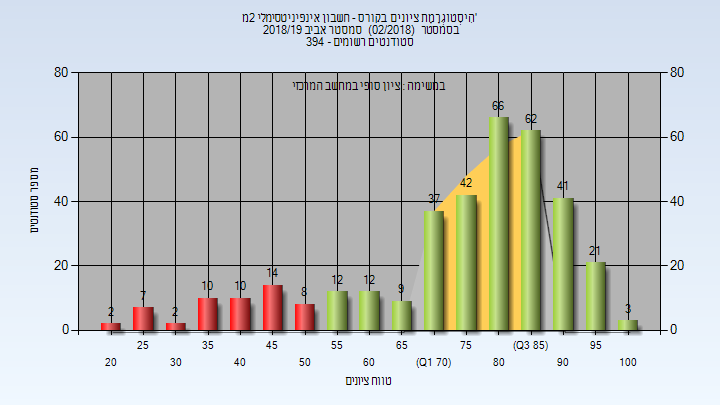 היסטוגרמת ציונים בקורס - חשבון אינפיניטסימלי 2מ'
בסמסטר (02/2018) סמסטר אביב 2018/19
סטודנטים רשומים - 394
במשימה : ציון סופי במחשב המרכזי
מספר סטודנטים
80 80
60 60
40 40
20 20
0 0
2 7 2 10 10 14 8 12 12 9 37 42 66 62 41 21 3
25 35 45 55 65 75 (Q3 85) 95
20 30 40 50 60 (Q1 70) 80 90 100
טווח ציונים